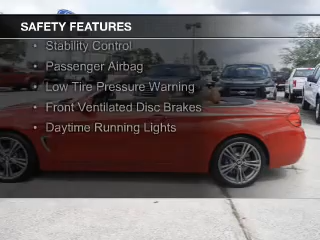 SAFETY FEATURES
• Stability Control
• Passenger Airbag
• Low Tire Pressure Warning
• Front Ventilated Disc Brakes
• Daytime Running Lights